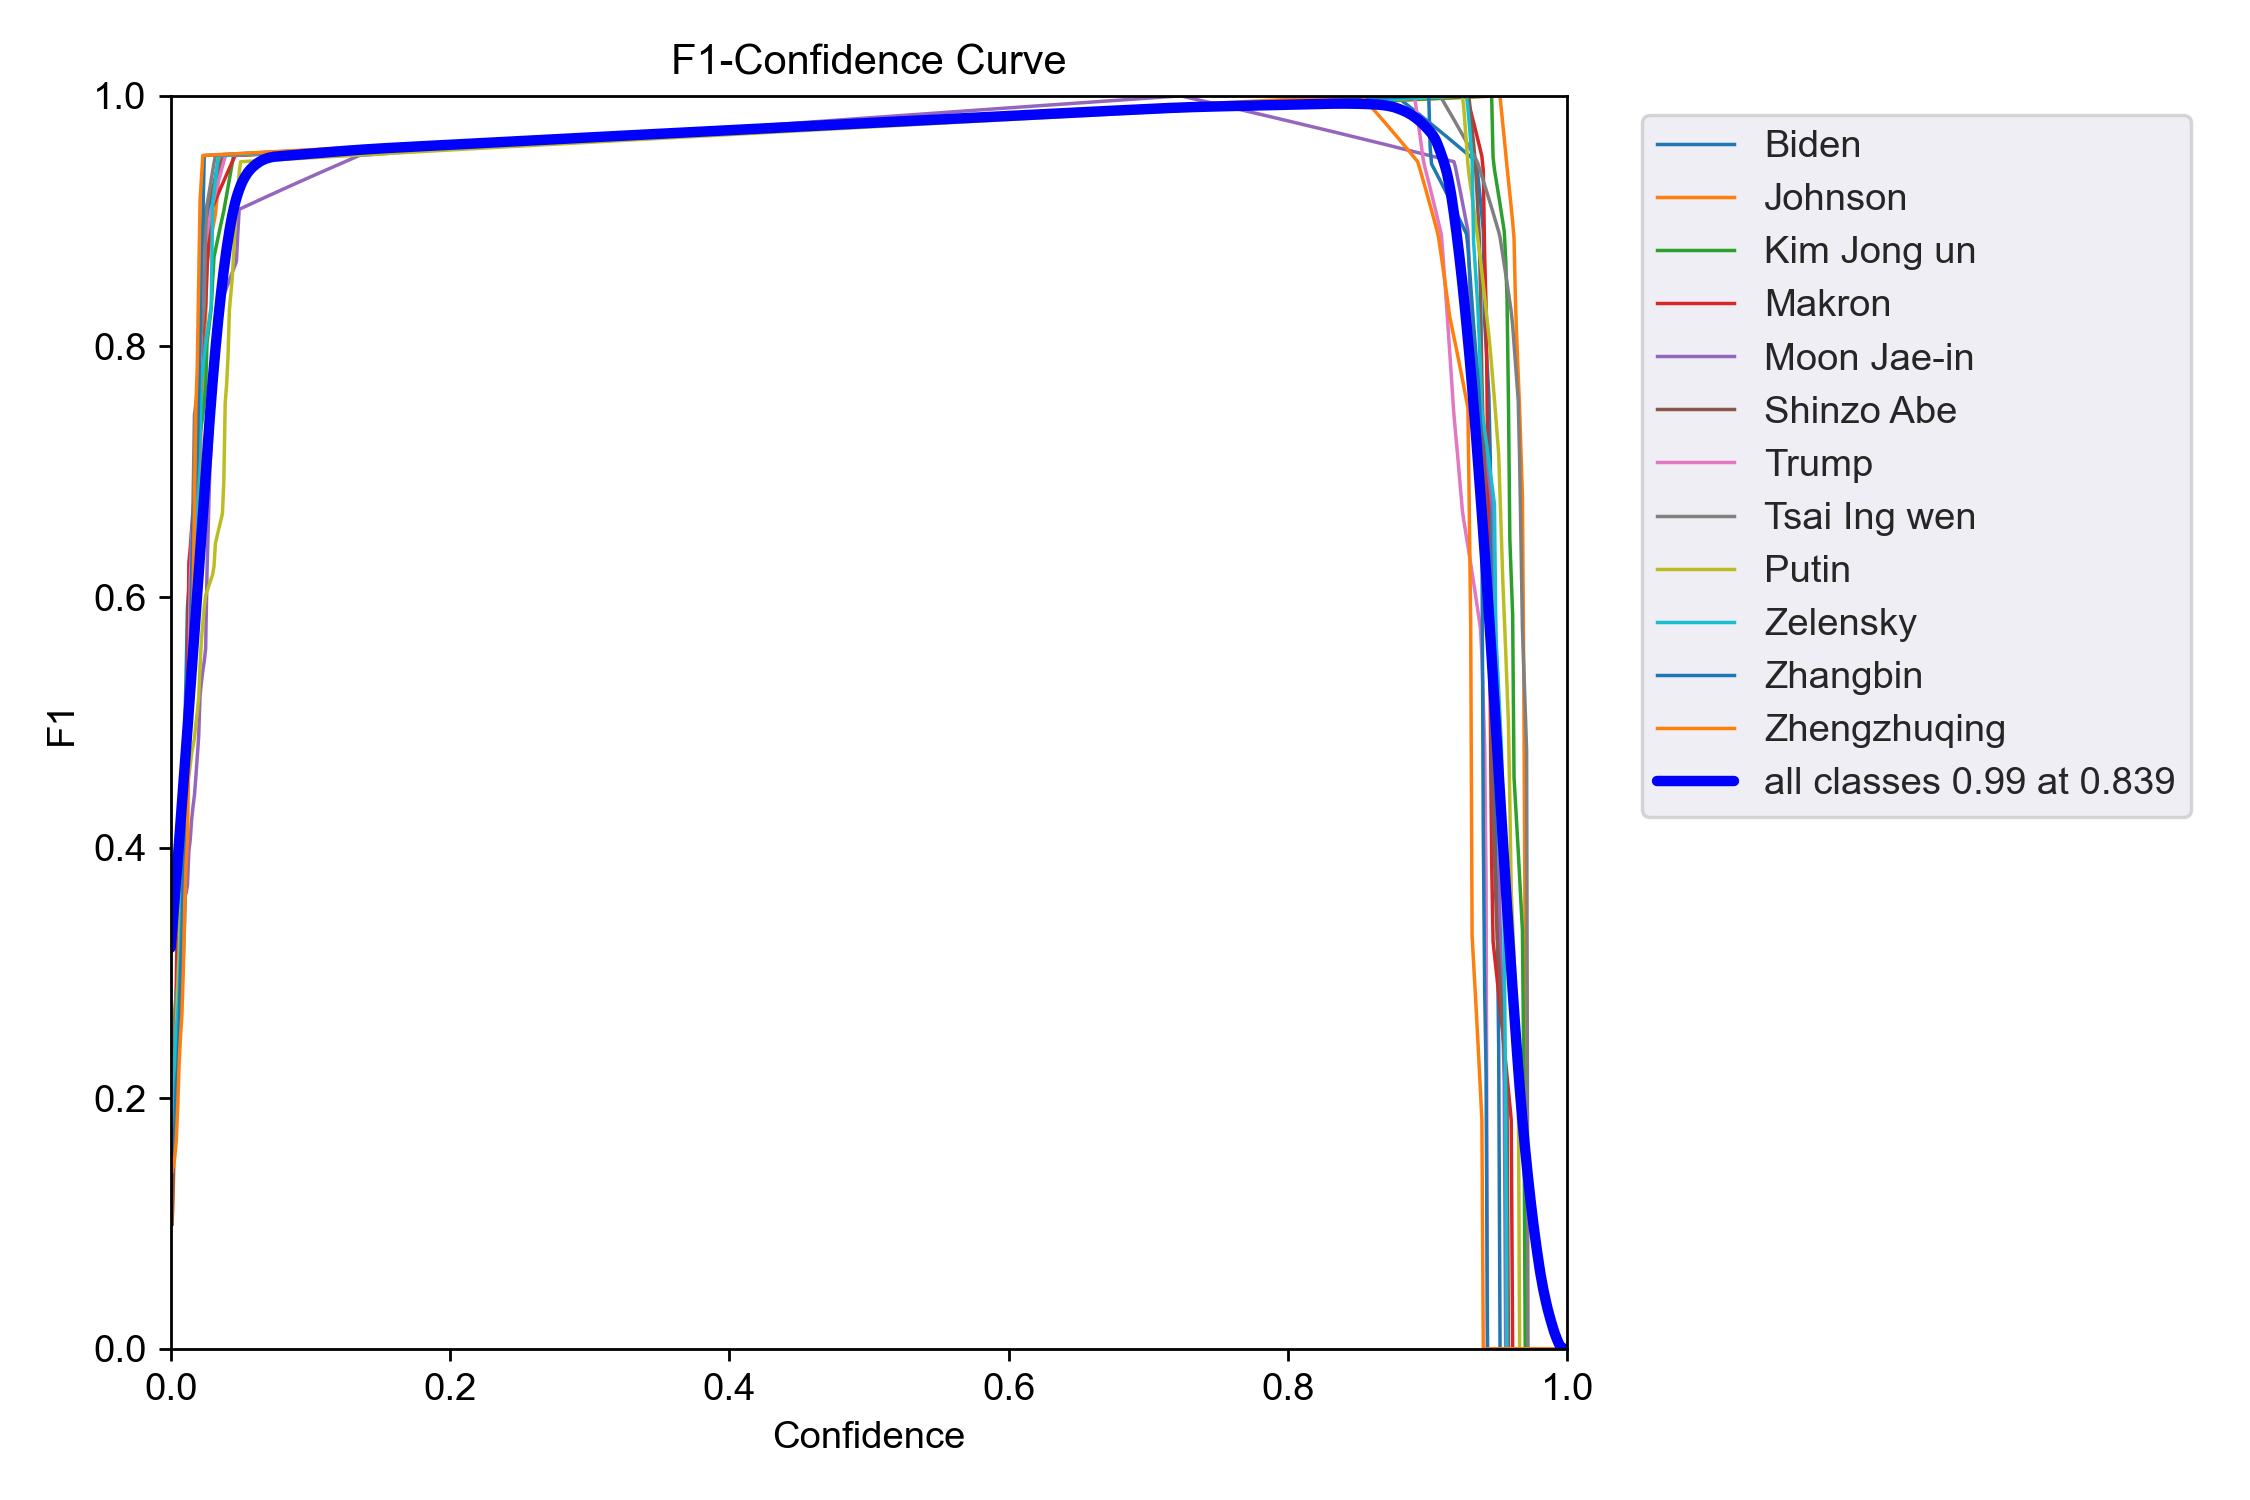 F1-Confidence Curve
1.0
0.8
0.6
0.4
0.2
0.0
F1
0.0 0.2 0.4 0.6 0.8 1.0
Confidence
Biden
Johnson
Kim Jong un
Makron
Moon Jae-in
Shinzo Abe
Trump
Tsai Ing wen
Putin
Zelensky
Zhangbin
Zhengzhuqing
all classes 0.99 at 0.839